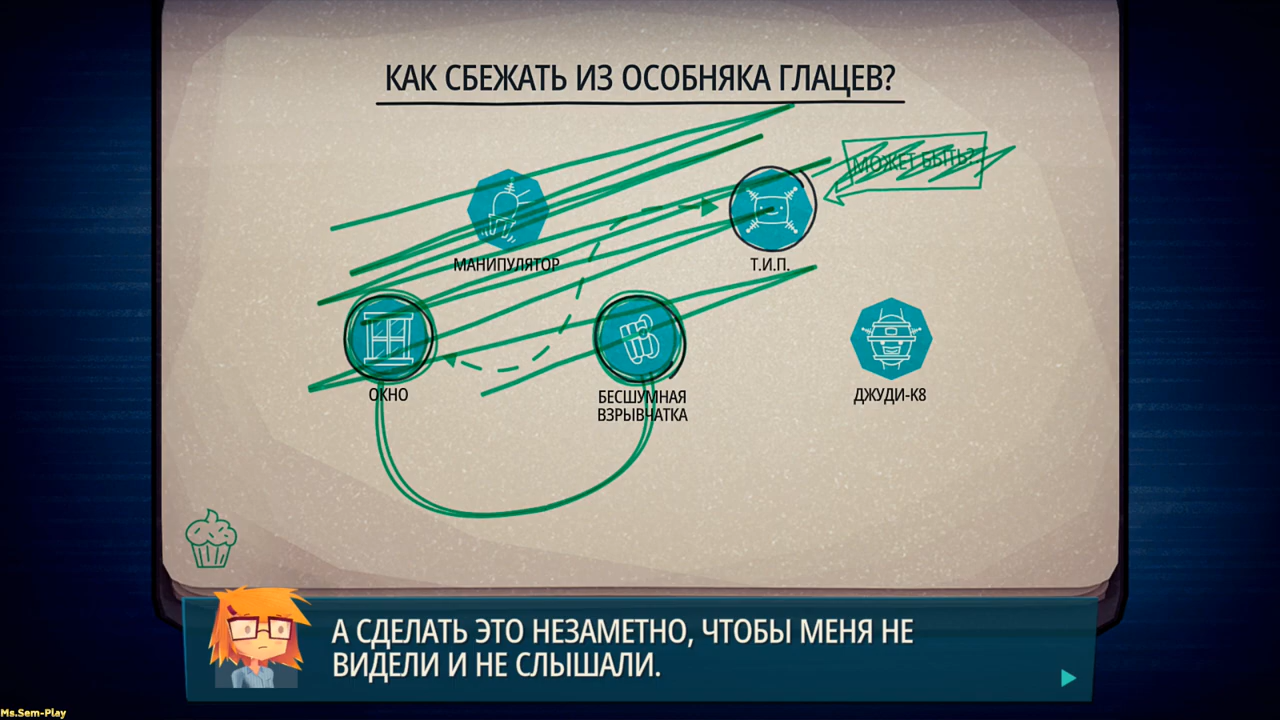 КАК СБЕЖАТЬ ИЗ ОСОБНЯКА ГЛАЦЕВ?
МОЖЕТ БЫТЬ?
МАНИПУЛЯТОР
Т.И.П.
ОКНО
БЕСШУМНАЯ
ВЗРЫВЧАТКА
ДЖУДИ-К8
А СДЕЛАТЬ ЭТО НЕЗАМЕТНО, ЧТОБЫ МЕНЯ НЕ
ВИДЕЛИ И НЕ СЛЫШАЛИ.
Ms.Sem-Play